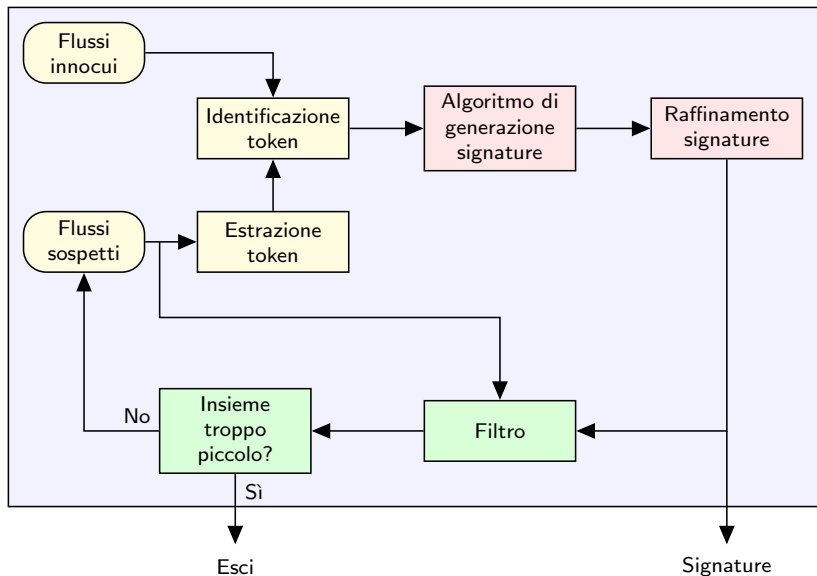 Flussi
innocui
Identificazione
token
Algoritmo di
generazione
signature
Raffinamento
signature
Flussi
sospetti
Estrazione
token
No
Insieme
troppo
piccolo?
Filtro
Sì
Esci
Signature